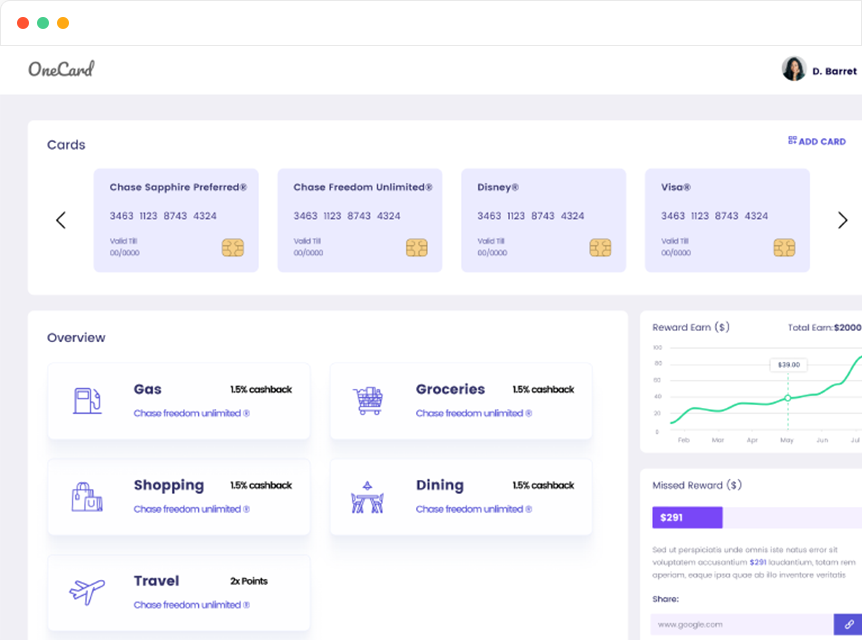 OneCard
D. Barret
Cards
ADD CARD
Chase Sapphire Preferred®
3463 1123 8743 4324
Valid Till
00/0000
Chase Freedom Unlimited®
3463 1123 8743 4324
Valid Till
00/0000
Disney®
3463 1123 8743 4324
Valid Till
00/0000
Visa®
3463 1123 8743 4324
Valid Till
00/0000
Overview
Gas
1.5% cashback
Chase freedom unlimited ®
Groceries
1.5% cashback
Chase freedom unlimited ®
Shopping
1.5% cashback
Chase freedom unlimited ®
Dining
1.5% cashback
Chase freedom unlimited ®
Travel
2x Points
Chase freedom unlimited ®
Reward Earn ($)
Total Earn:$2000
100
80
60
40
20
0
$39.00
Feb Mar Apr May Jun Jul
Missed Reward ($)
$291
Sed ut perspiciatis unde omnis iste natus error sit
voluptatem accusantium $291 laudantium, totam rem
aperiam, eaque ipsa quae ab illo inventore veritatis
Share:
www.google.com